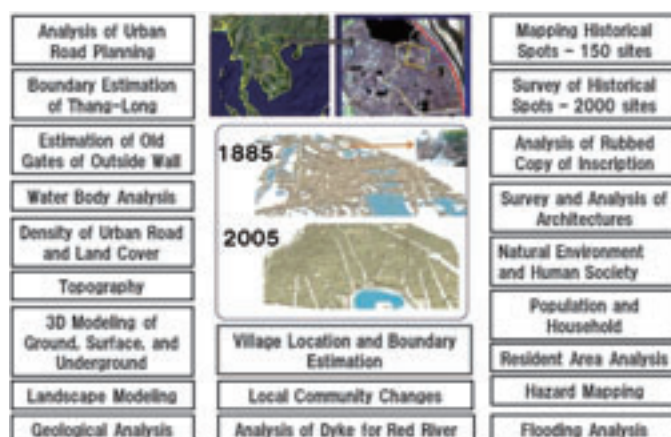 Analysis of Urban
Road Planning
Boundary Estimation
of Thang-Long
Estimation of Old
Gates of Outside Wall
Water Body Analysis
Density of Urban Road
and Land Cover
Topography
3D Modeling of
Ground, Surface, and
Underground
Landscape Modeling
Geological Analysis
1885
2005
Village Location and Boundary
Estimation
Local Community Changes
Analysis of Dyke for Red River
Mapping Historical
Spots - 150 sites
Survey of Historical
Spots - 2000 sites
Analysis of Rubbed
Copy of Inscription
Survey and Analysis of
Architectures
Natural Environment
and Human Society
Population and
Household
Resident Area Analysis
Hazard Mapping
Flooding Analysis